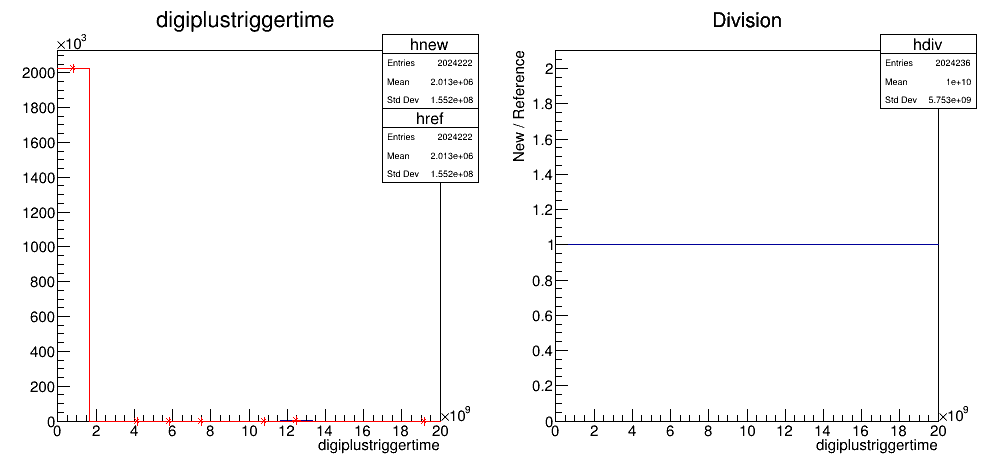 digiplustriggertime
×10³
hnew
Entries 2024222
Mean 2.013e+06
Std Dev 1.552e+08
href
Entries 2024222
Mean 2.013e+06
Std Dev 1.552e+08
2000
1800
1600
1400
1200
1000
800
600
400
200
0
0 2 4 6 8 10 12 14 16 18 20
×10⁹
digiplustriggertime
Division
hdiv
Entries 2024236
Mean 1e+10
Std Dev 5.753e+09
New / Reference
2
1.8
1.6
1.4
1.2
1
0.8
0.6
0.4
0.2
0
0 2 4 6 8 10 12 14 16 18 20
×10⁹
digiplustriggertime